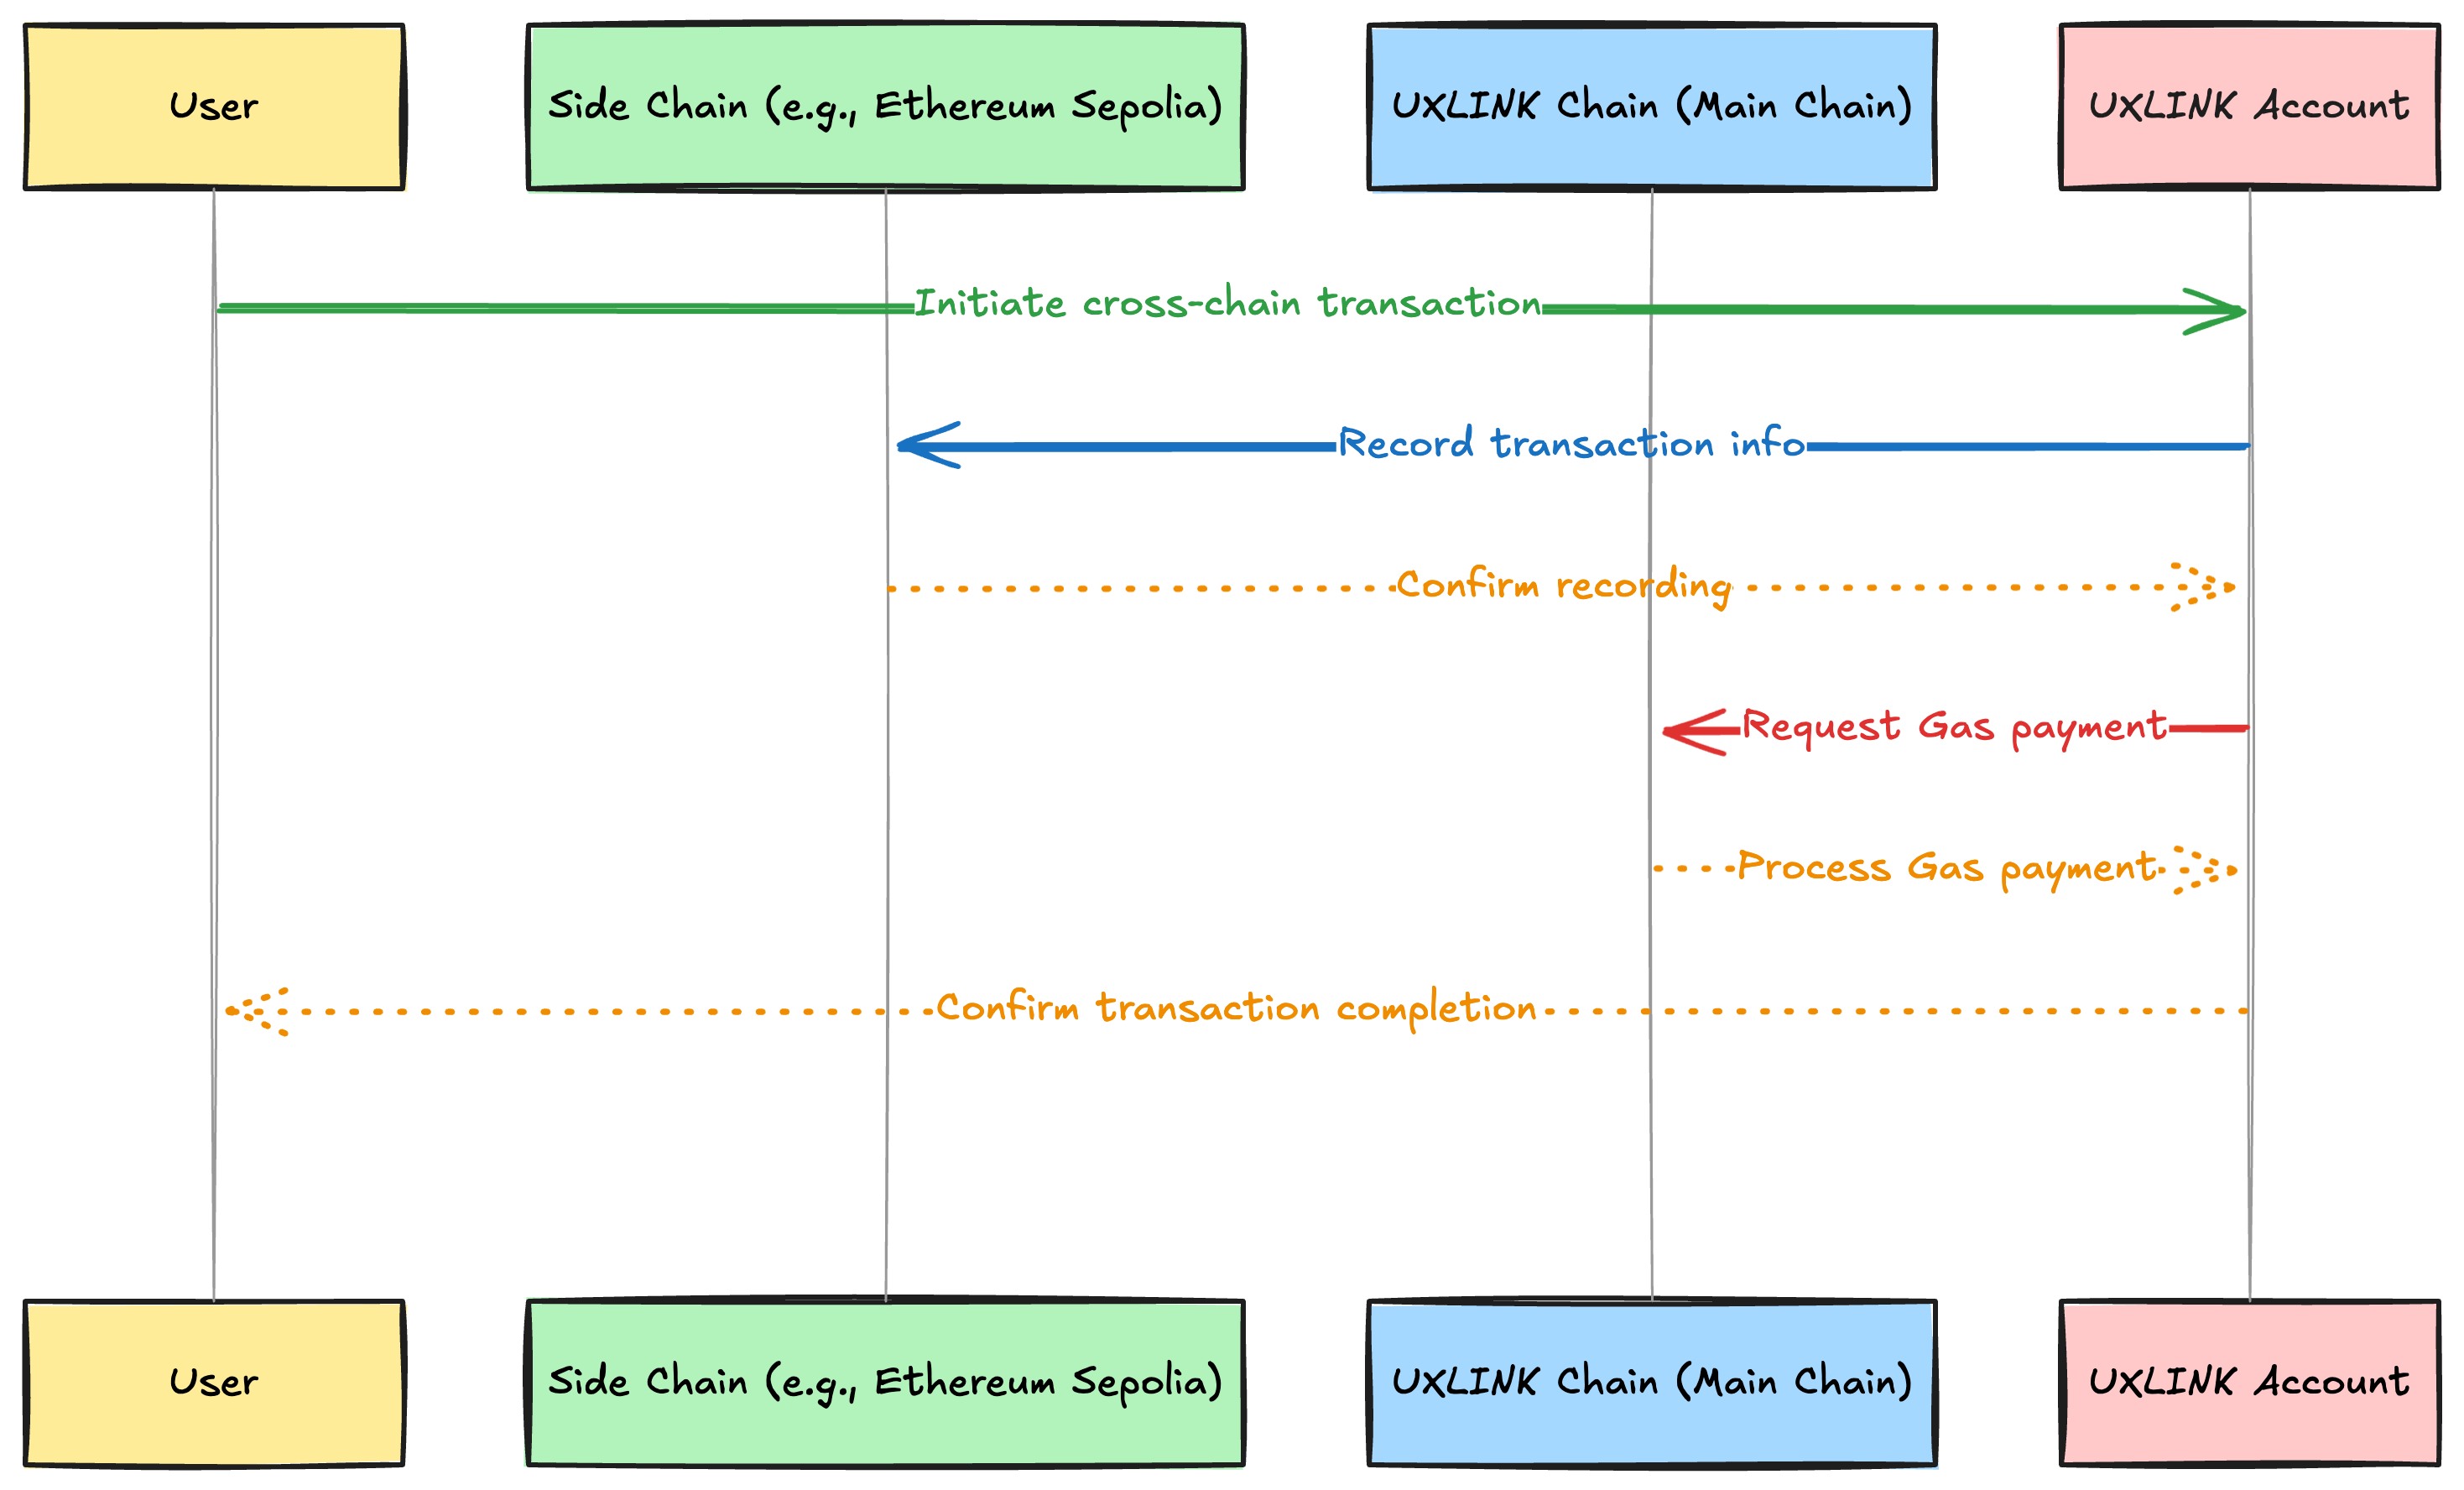 User
Side Chain (e.g., Ethereum Sepolia)
UXLINK Chain (Main Chain)
UXLINK Account
Initiate cross-chain transaction
Record transaction info
Confirm recording
Request Gas payment
Process Gas payment
Confirm transaction completion
User
Side Chain (e.g., Ethereum Sepolia)
UXLINK Chain (Main Chain)
UXLINK Account